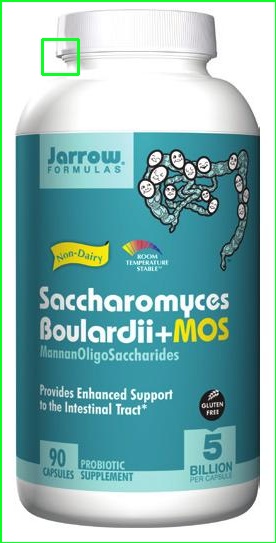 Jarrow
FORMULAS
Non-Dairy
ROOM
TEMPERATURE
STABLE
Saccharomyces
Boulardii+MOS
MannanOligoSaccharides
Provides Enhanced Support
to the Intestinal Tract*
GLUTEN
FREE
90
CAPSULES
PROBIOTIC
SUPPLEMENT
5
BILLION
PER CAPSULE